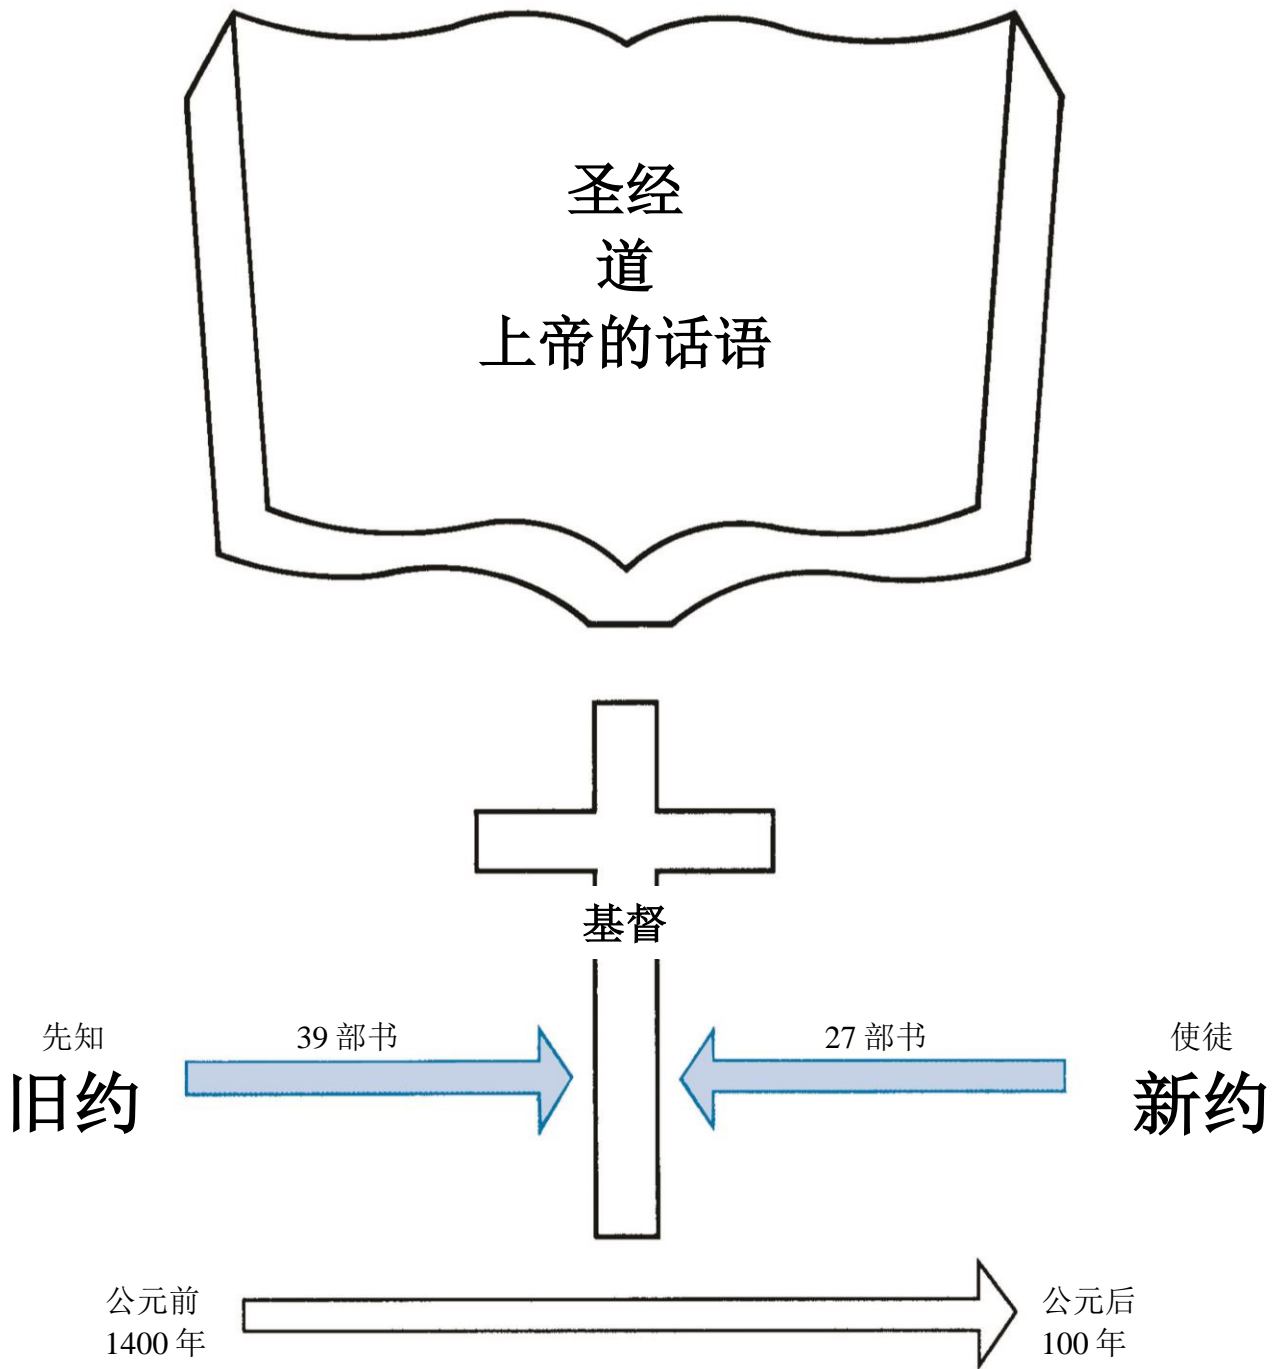 圣经
道
上帝的话语
基督
先知
39 部书
27 部书
使徒
旧约
新约
公元前
1400 年
公元后
100 年